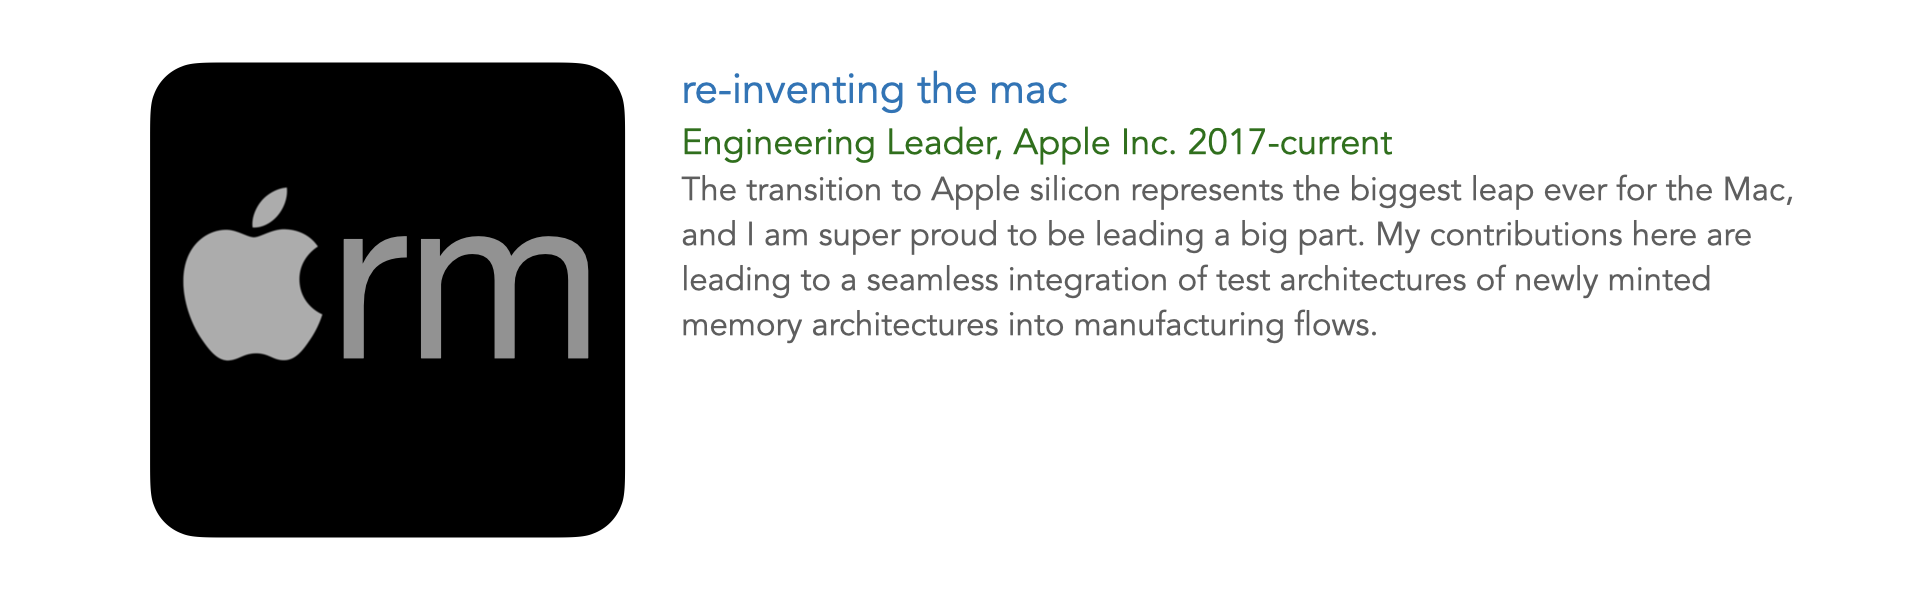 rm
re-inventing the mac
Engineering Leader, Apple Inc. 2017-current
The transition to Apple silicon represents the biggest leap ever for the Mac,
and I am super proud to be leading a big part. My contributions here are
leading to a seamless integration of test architectures of newly minted
memory architectures into manufacturing flows.